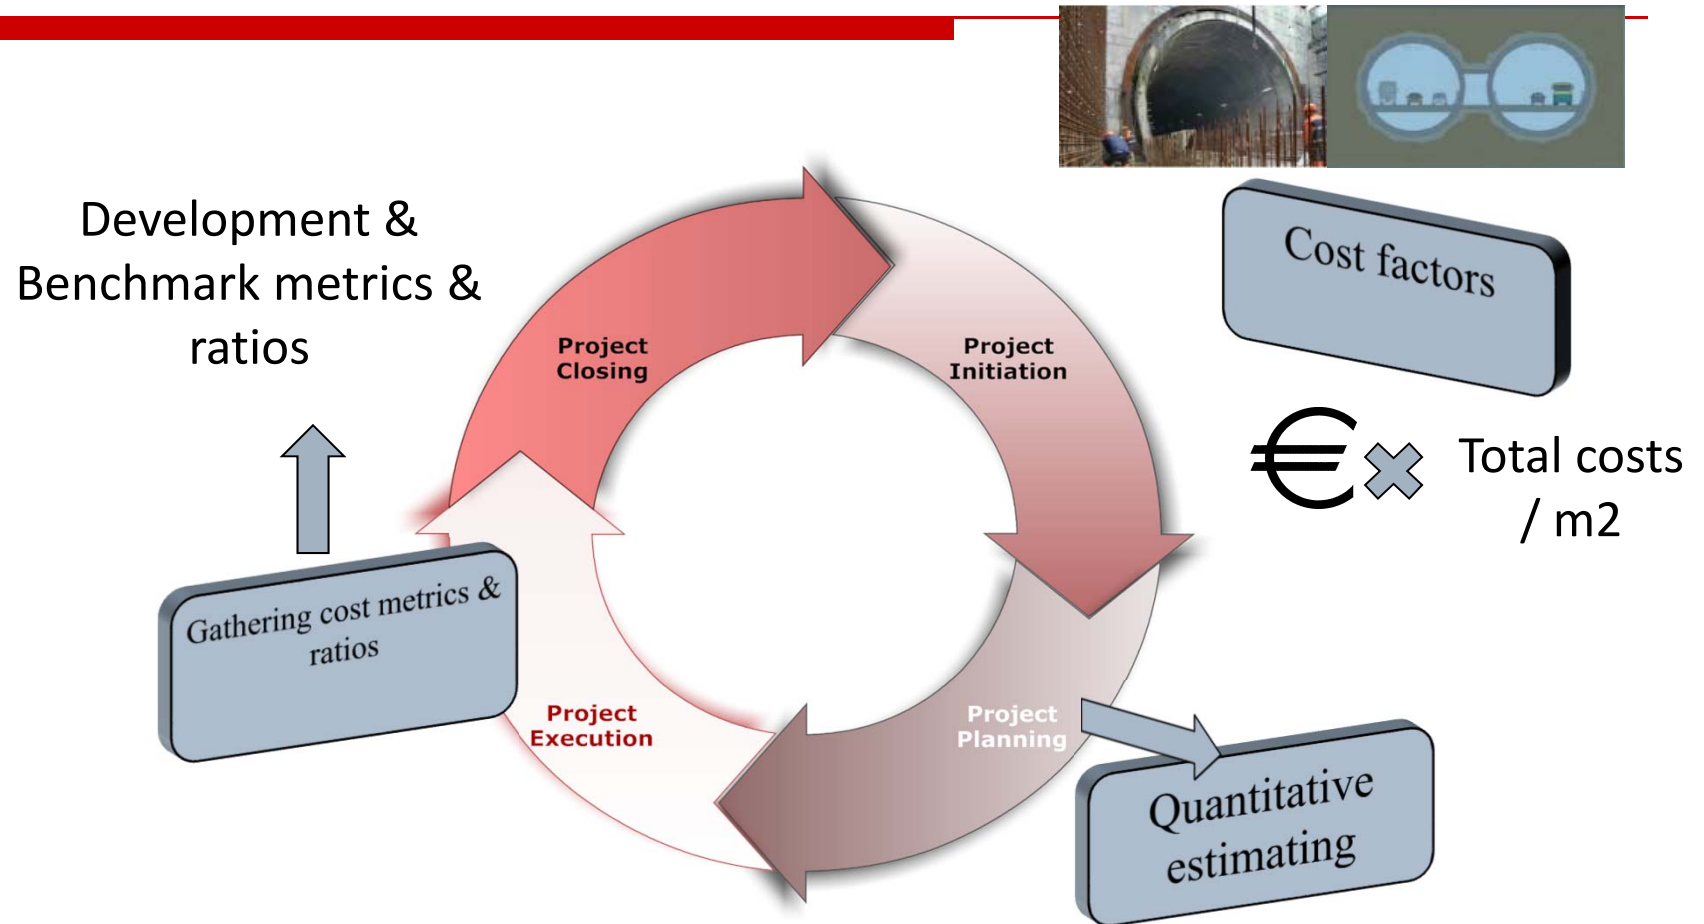 Development &
Benchmark metrics &
ratios
Project
Closing
Project
Initiation
Cost factors
€
Total costs
/ m2
Gathering cost metrics &
ratios
Project
Execution
Project
Planning
Quantitative
estimating